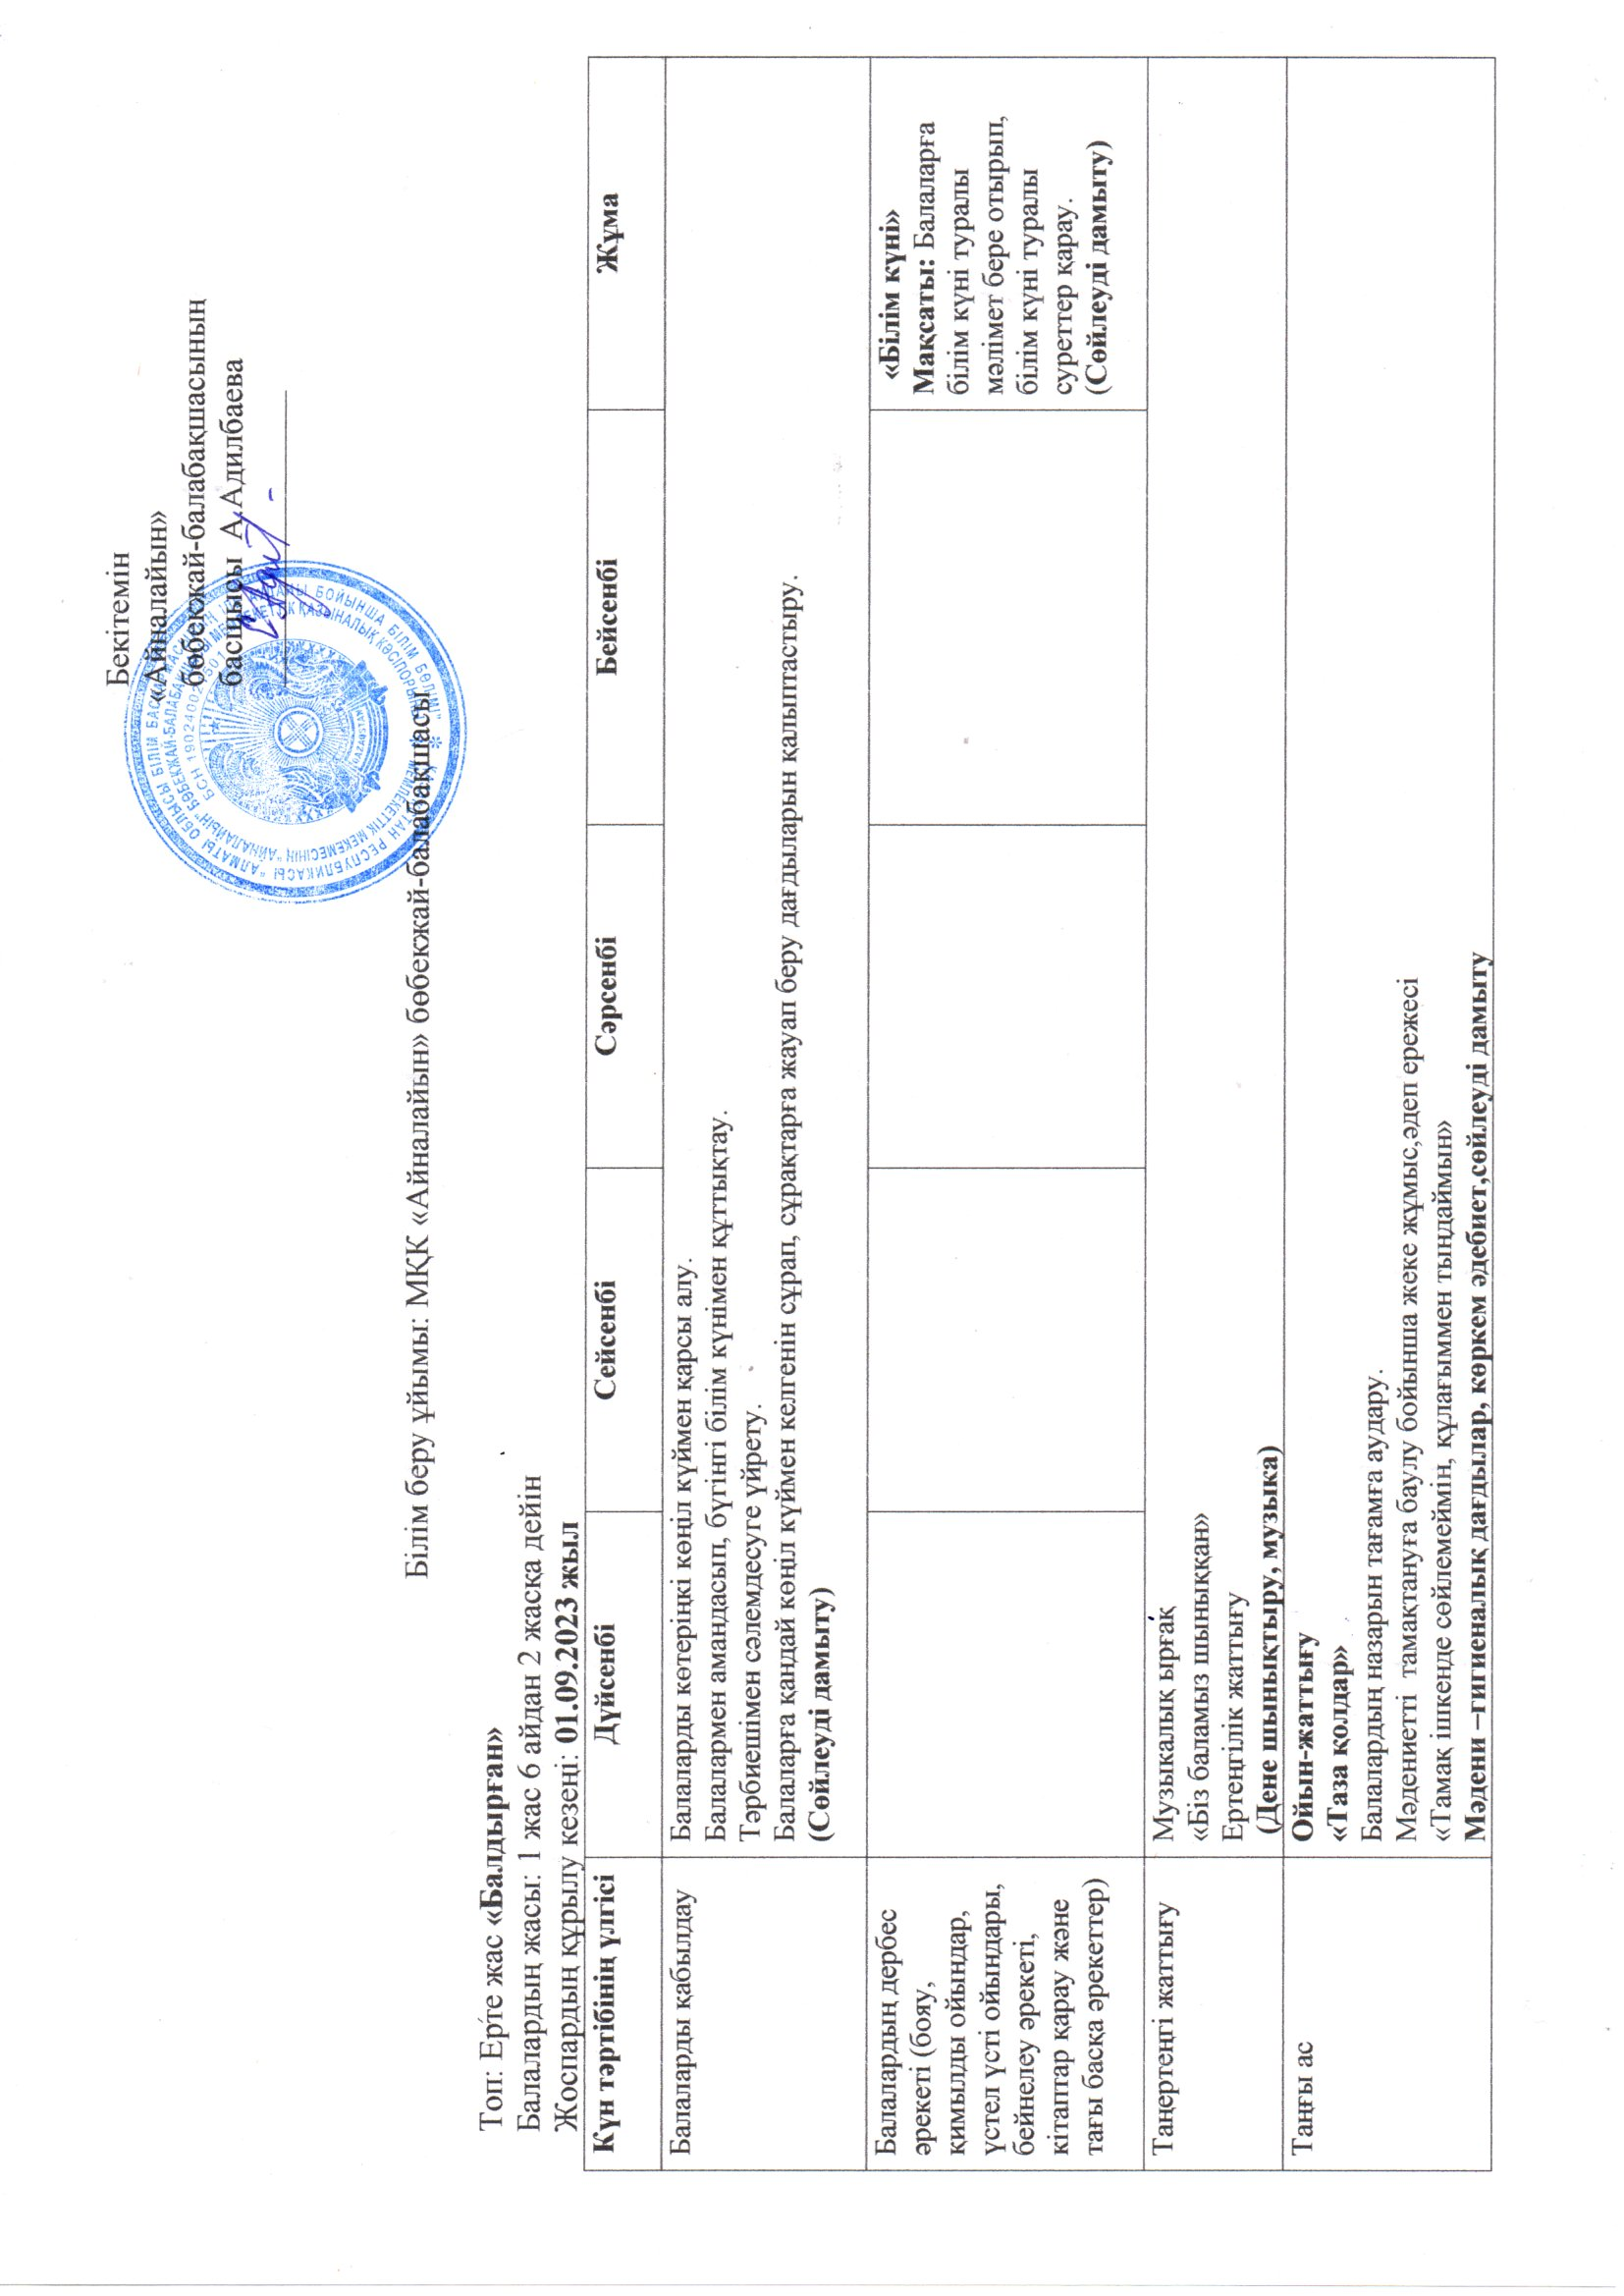 Бекітемін
«Айналайын»
бөбекжай-балабақшасының
басшысы А.Адилбаева
Білім беру ұйымы: МҚК «Айналайын» бөбекжай-балабақшасы
Топ: Ерте жас «Балдырған»
Балалардың жасы: 1 жас 6 айдан 2 жасқа дейін
Жоспардың құрылу кезеңі: 01.09.2023 жыл
Күн тәртібінің үлгісі Дүйсенбі Сейсенбі Сәрсенбі Бейсенбі Жұма
Балаларды қабылдау
Балаларды көтеріңкі көңіл күймен қарсы алу.
Балалармен амандасып, бүгінгі білім күнімен құттықтау.
Тәрбиешімен сәлемдесуге үйрету.
Балаларға қандай көңіл күймен келгенін сұрап, сұрақтарға жауап беру дағдыларын қалыптастыру.
(Сөйлеуді дамыту)
Балалардың дербес
әрекеті (бояу,
қимылды ойындар,
үстел үсті ойындары,
бейнелеу әрекеті,
кітаптар қарау және
тағы басқа әрекеттер)
«Білім күні»
Мақсаты: Балаларға
білім күні туралы
мәлімет бере отырып,
білім күні туралы
суреттер қарау.
(Сөйлеуді дамыту)
Таңертеңгі жаттығу
Музыкалық ырғақ
«Біз баламыз шыныққан»
Ертеңгілік жаттығу
(Дене шынықтыру, музыка)
Таңғы ас
Ойын-жаттығу
«Таза қолдар»
Балалардың назарын тағамға аудару.
Мәдениетті тамақтануға баулу бойынша жеке жұмыс,әдеп ережесі
«Тамақ ішкенде сөйлемеймін, құлағыммен тыңдаймын»
Мәдени –гигиеналық дағдылар, көркем әдебиет,сөйлеуді дамыту